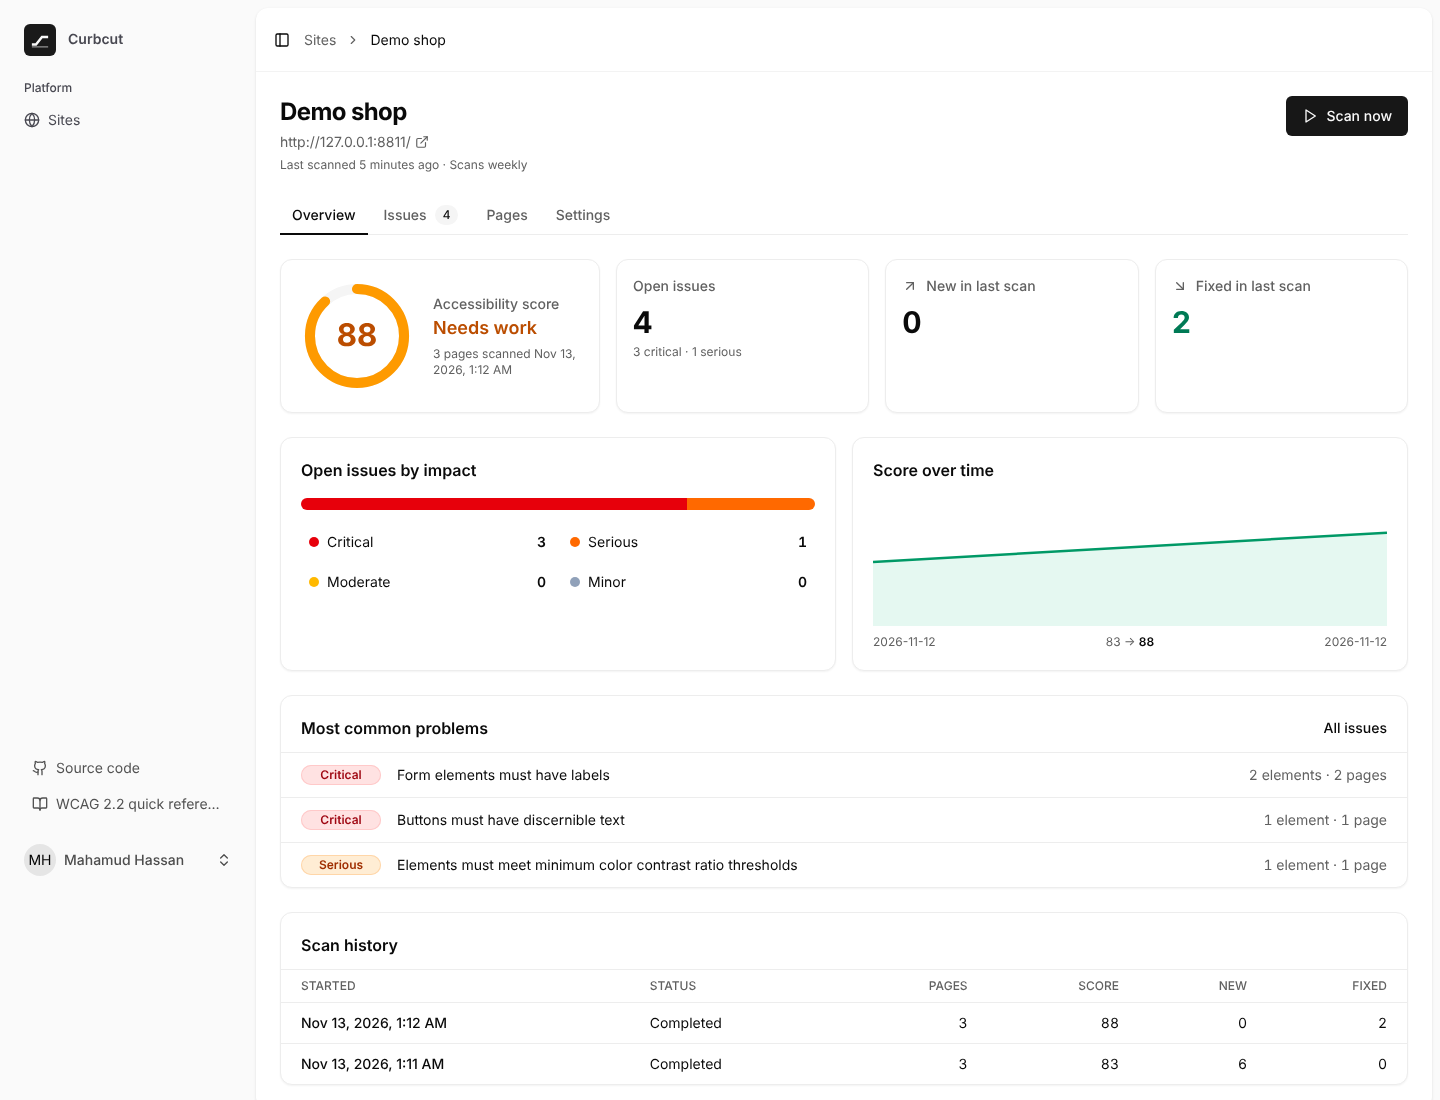 Curbcut
Platform
Sites
Source code
WCAG 2.2 quick refere...
MH
Mahamud Hassan
Sites
Demo shop
Demo shop
http://127.0.0.1:8811/
Last scanned 5 minutes ago · Scans weekly
Scan now
Overview
Issues 4
Pages
Settings
88
Accessibility score
Needs work
3 pages scanned Nov 13,
2026, 1:12 AM
Open issues
4
3 critical · 1 serious
New in last scan
0
Fixed in last scan
2
Open issues by impact
Critical 3
Serious 1
Moderate 0
Minor 0
Score over time
2026-11-12
83 → 88
2026-11-12
Most common problems
All issues
Critical Form elements must have labels 2 elements · 2 pages
Critical Buttons must have discernible text 1 element · 1 page
Serious Elements must meet minimum color contrast ratio thresholds 1 element · 1 page
Scan history
STARTED STATUS PAGES SCORE NEW FIXED
Nov 13, 2026, 1:12 AM Completed 3 88 0 2
Nov 13, 2026, 1:11 AM Completed 3 83 6 0